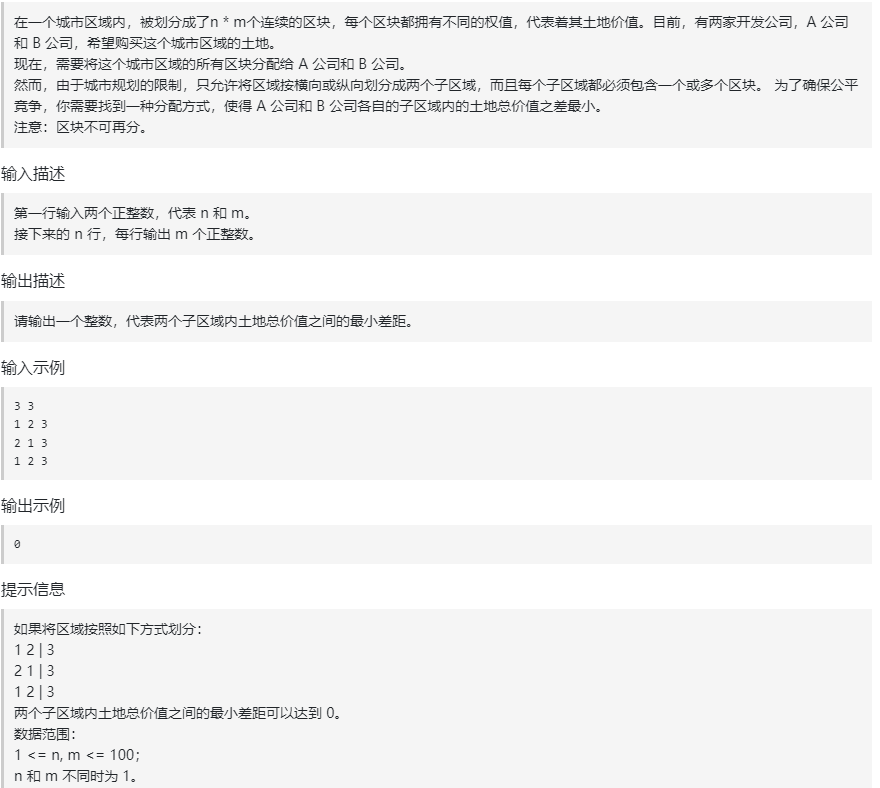 在一个城市区域内，被划分成了n * m个连续的区块，每个区块都拥有不同的权值，代表着其土地价值。目前，有两家开发公司，A 公司
和 B 公司，希望购买这个城市区域的土地。
现在，需要将这个城市区域的所有区块分配给 A 公司和 B 公司。
然而，由于城市规划的限制，只允许将区域按横向或纵向划分成两个子区域，而且每个子区域都必须包含一个或多个区块。 为了确保公平
竞争，你需要找到一种分配方式，使得 A 公司和 B 公司各自的子区域内的土地总价值之差最小。
注意：区块不可再分。
输入描述
第一行输入两个正整数，代表 n 和 m。
接下来的 n 行，每行输出 m 个正整数。
输出描述
请输出一个整数，代表两个子区域内土地总价值之间的最小差距。
输入示例
3 3
1 2 3
2 1 3
1 2 3
输出示例
0
提示信息
如果将区域按照如下方式划分：
1 2 | 3
2 1 | 3
1 2 | 3
两个子区域内土地总价值之间的最小差距可以达到 0。
数据范围：
1 <= n, m <= 100；
n 和 m 不同时为 1。